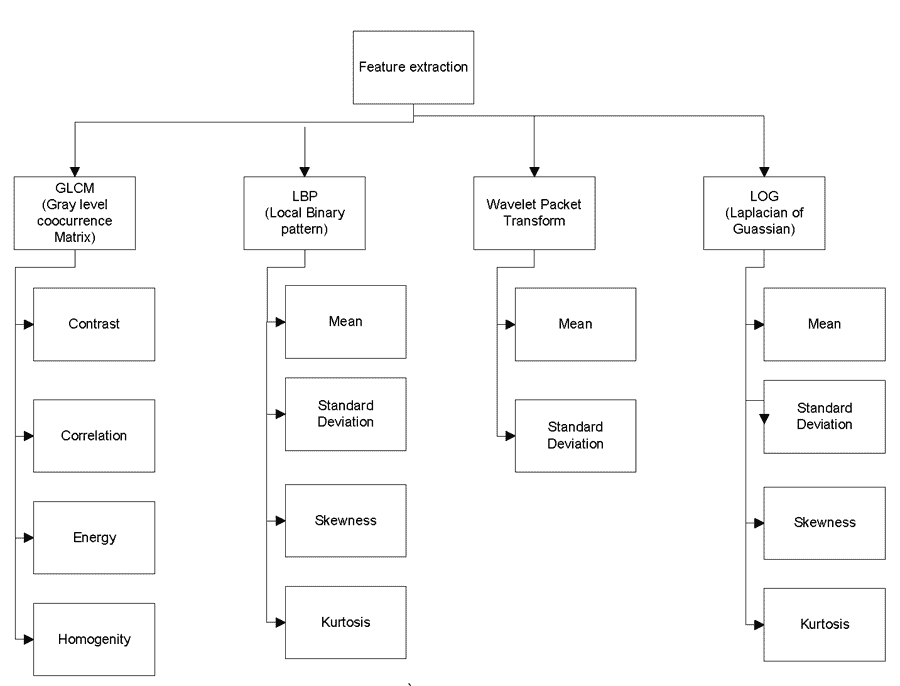 Feature extraction
GLCM
(Gray level
coocurrence
Matrix)
LBP
(Local Binary
pattern)
Wavelet Packet
Transform
LOG
(Laplacian of
Guassian)
Contrast
Correlation
Energy
Homogenity
Mean
Standard
Deviation
Skewness
Kurtosis
Mean
Standard
Deviation
Mean
Standard
Deviation
Skewness
Kurtosis